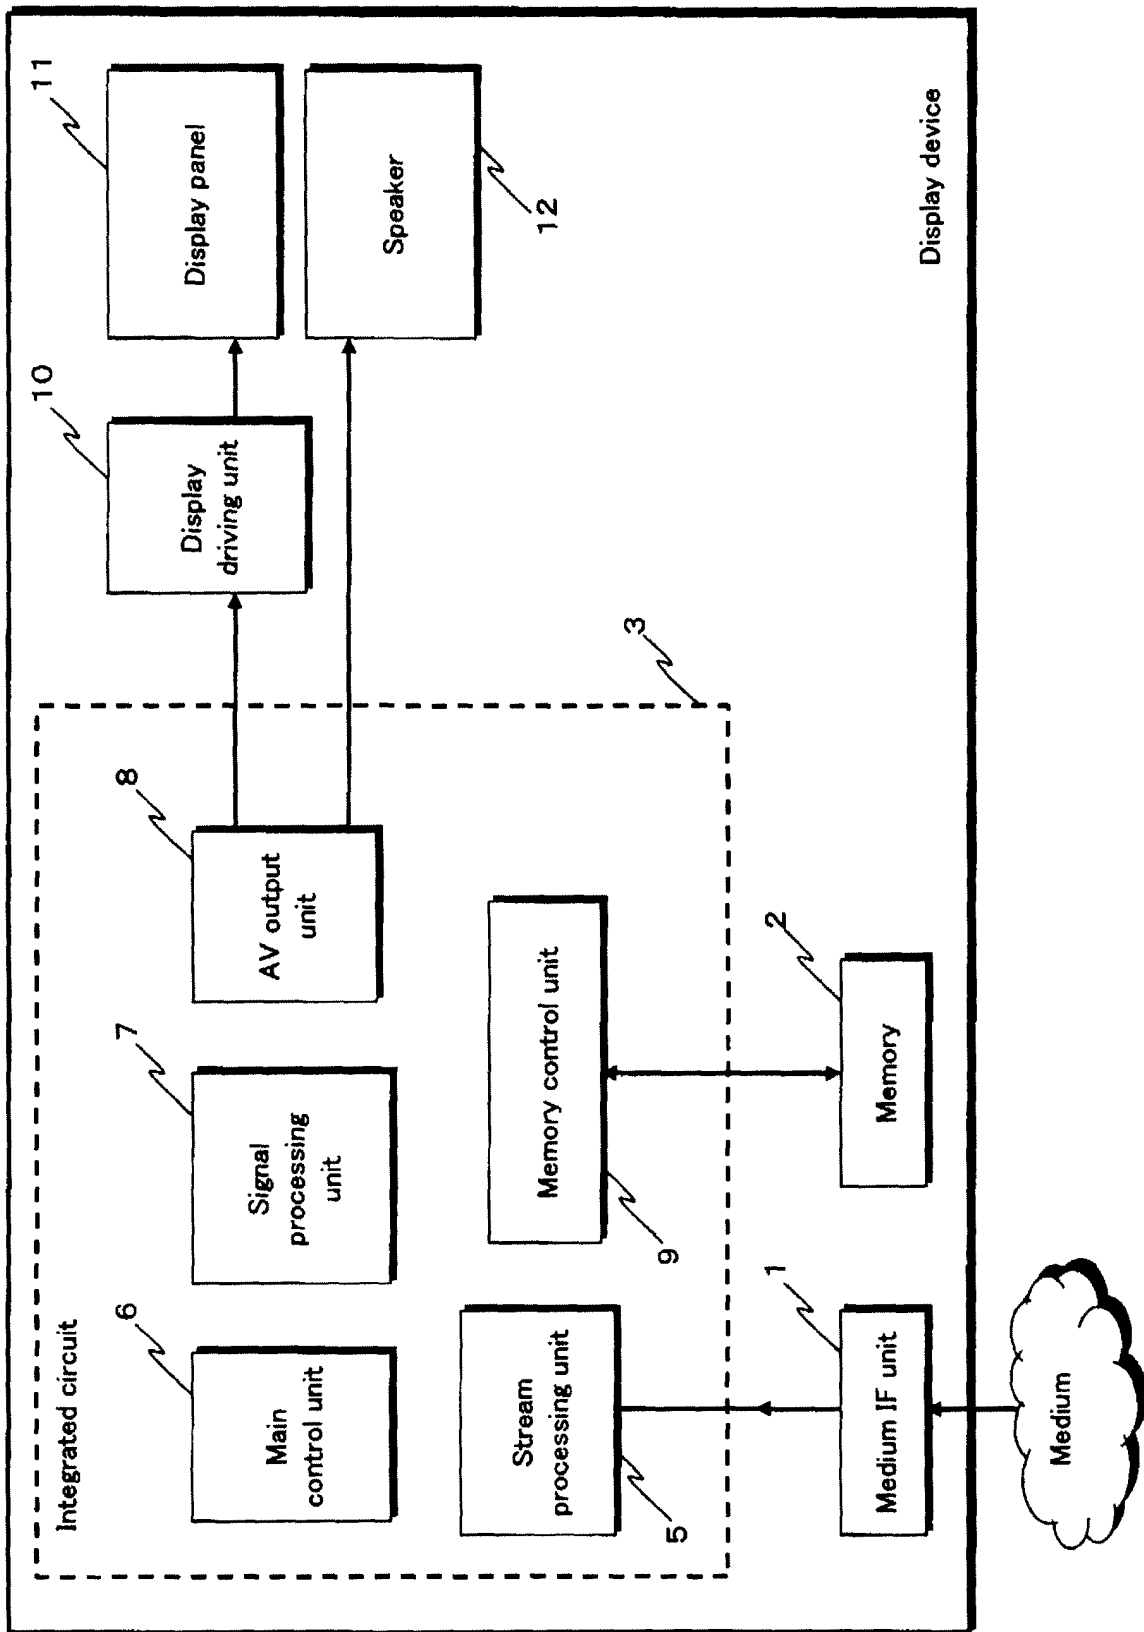 Integrated circuit
6
Main
control unit
7
Signal
processing
unit
8
AV output
unit
10
Display
driving unit
11
Display panel
Speaker
12
3
Stream
processing unit
5
Memory control unit
9
1
Medium IF unit
2
Memory
Display device
Medium